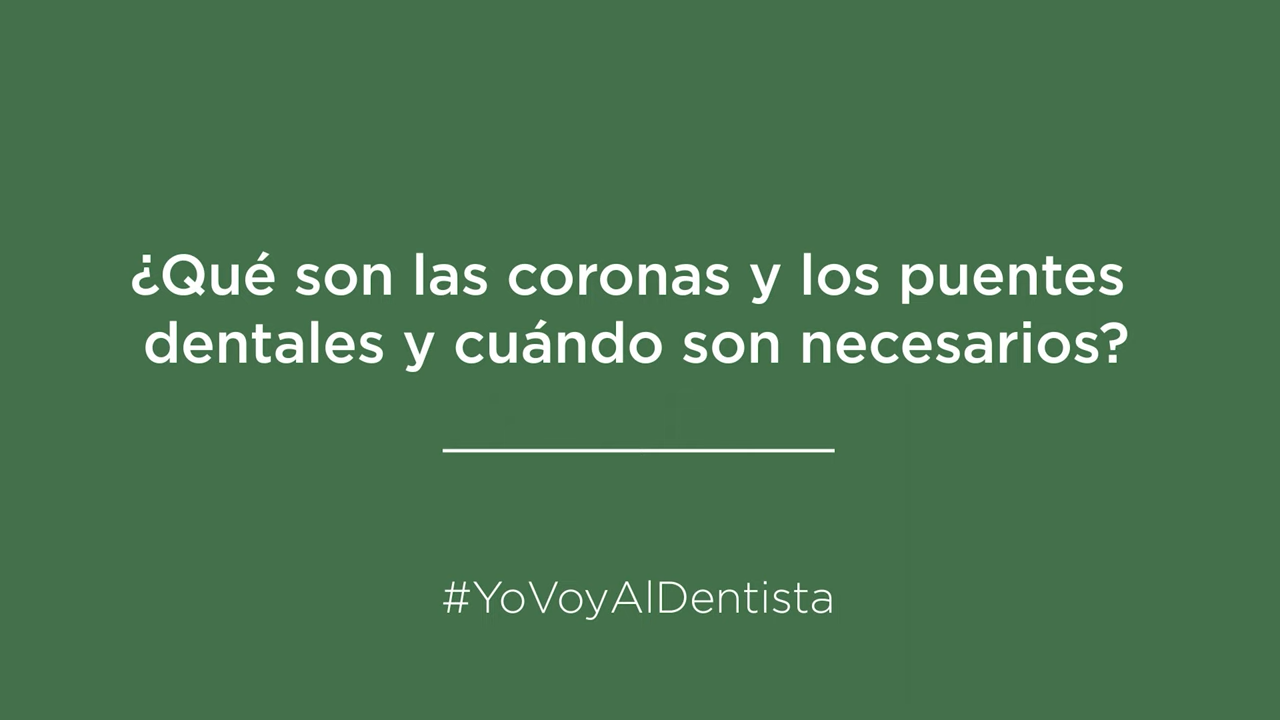 ¿Qué son las coronas y los puentes
dentales y cuándo son necesarios?
#YoVoyAlDentista